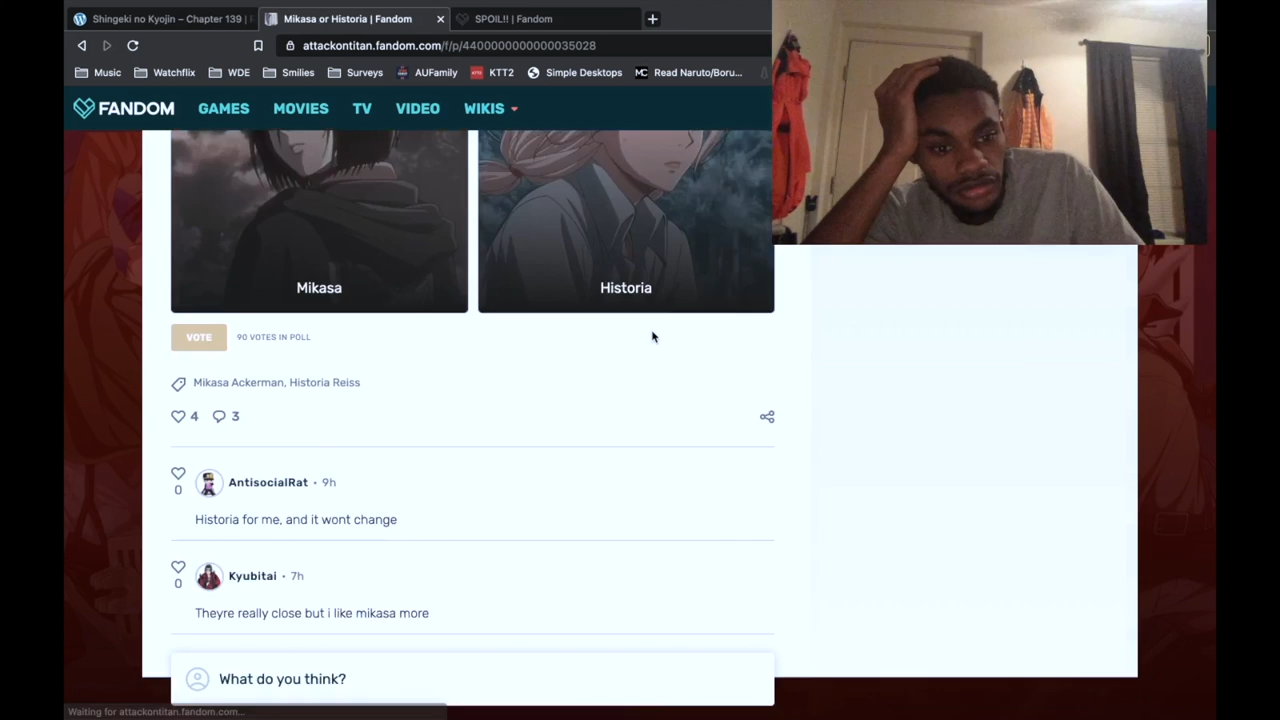 Shingeki no Kyojin – Chapter 139 |
Mikasa or Historia | Fandom
SPOIL!! | Fandom
attackontitan.fandom.com/f/p/4400000000000035028
Music
Watchflix
WDE
Smilies
Surveys
AUFamily
KTT2
Simple Desktops
MC Read Naruto/Boru...
FANDOM
GAMES
MOVIES
TV
VIDEO
WIKIS
Mikasa
Historia
VOTE
90 VOTES IN POLL
Mikasa Ackerman, Historia Reiss
4
3
AntisocialRat • 9h
0
Historia for me, and it wont change
Kyubitai • 7h
0
Theyre really close but i like mikasa more
What do you think?
Waiting for attackontitan.fandom.com...